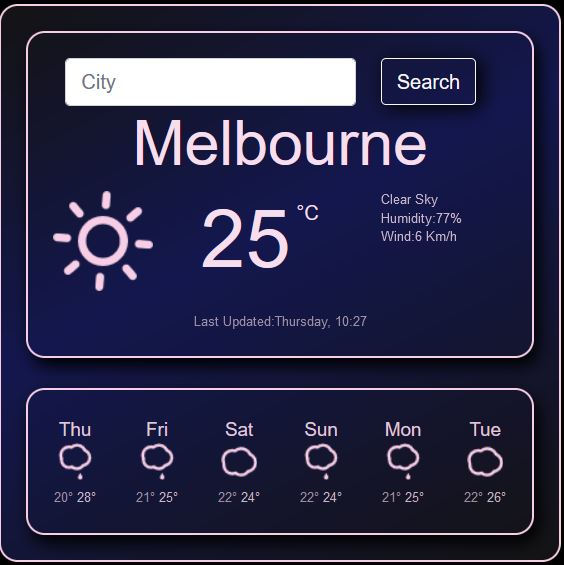 City Search
Melbourne
25 °C
Clear Sky
Humidity:77%
Wind:6 Km/h
Last Updated:Thursday, 10:27
Thu Fri Sat Sun Mon Tue
20° 28° 21° 25° 22° 24° 22° 24° 21° 25° 22° 26°